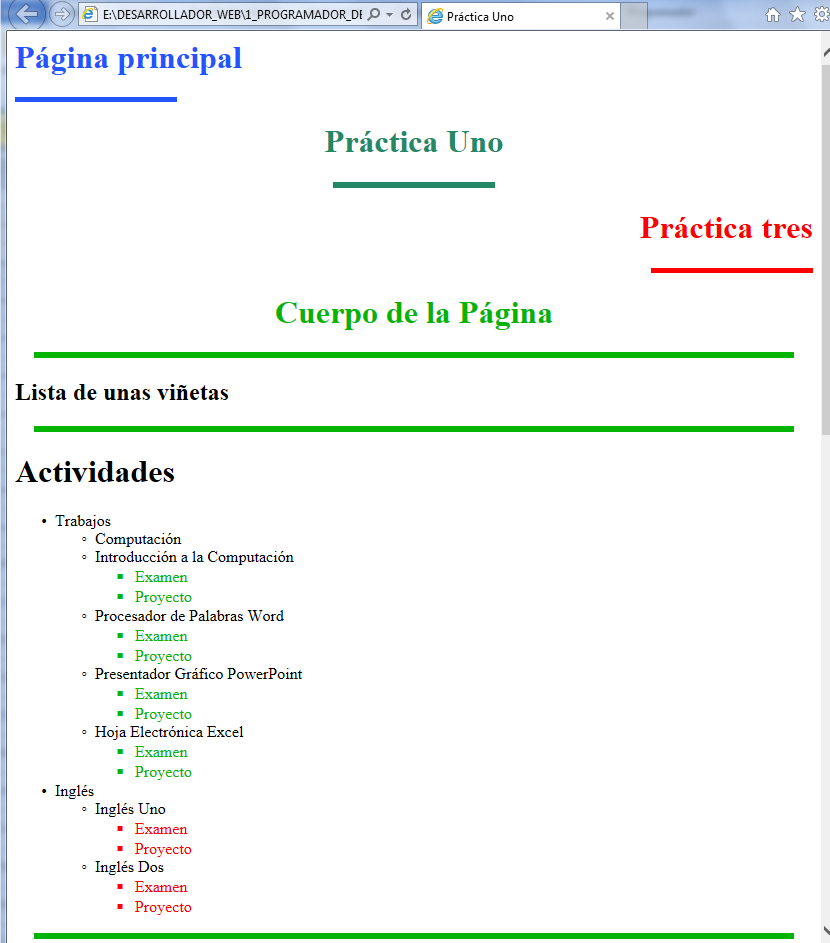 E:\DESARROLLADOR_WEB\1_PROGRAMADOR_DE
Práctica Uno
Página principal
Práctica Uno
Práctica tres
Cuerpo de la Página
Lista de unas viñetas
Actividades
Trabajos
Computación
Introducción a la Computación
Examen
Proyecto
Procesador de Palabras Word
Examen
Proyecto
Presentador Gráfico PowerPoint
Examen
Proyecto
Hoja Electrónica Excel
Examen
Proyecto
Inglés
Inglés Uno
Examen
Proyecto
Inglés Dos
Examen
Proyecto